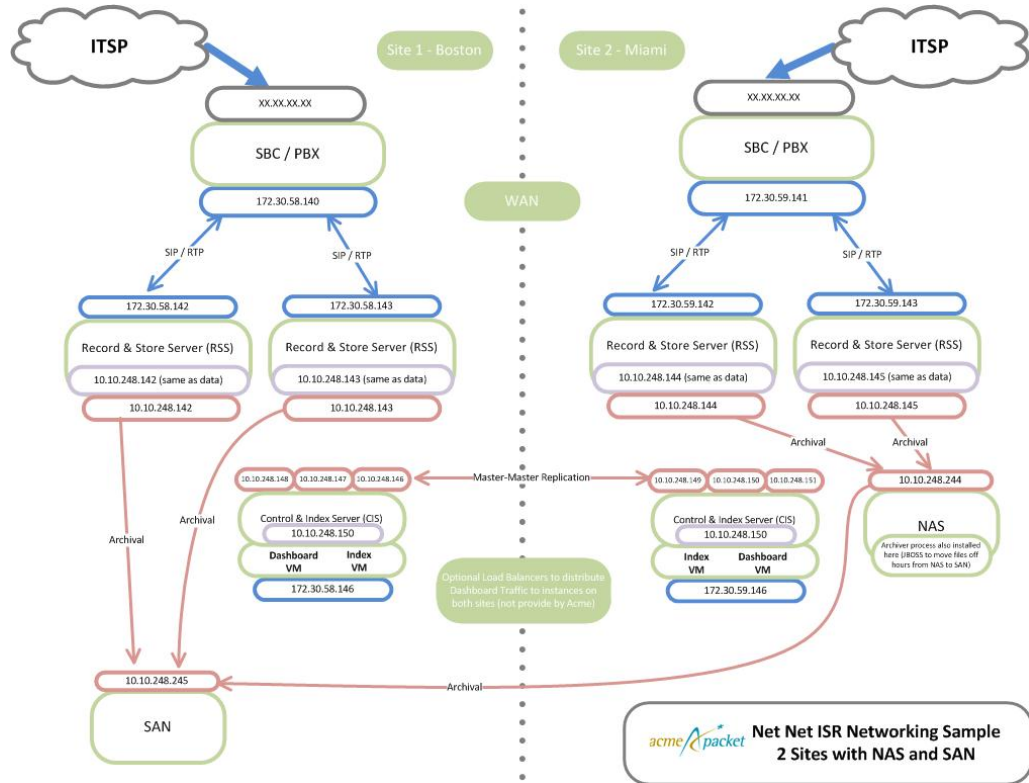 ITSP
Site 1 - Boston
Site 2 - Miami
ITSP
XX.XX.XX.XX
XX.XX.XX.XX
SBC / PBX
SBC / PBX
172.30.58.140
WAN
172.30.59.141
SIP / RTP
SIP / RTP
SIP / RTP
SIP / RTP
172.30.58.142
172.30.58.143
172.30.59.142
172.30.59.143
Record & Store Server (RSS)
Record & Store Server (RSS)
Record & Store Server (RSS)
Record & Store Server (RSS)
10.10.248.142 (same as data)
10.10.248.143 (same as data)
10.10.248.144 (same as data)
10.10.248.145 (same as data)
10.10.248.142
10.10.248.143
10.10.248.144
10.10.248.145
Archival
Archival
10.10.248.148
10.10.248.147
10.10.248.146
Master-Master Replication
10.10.248.149
10.10.248.150
10.10.248.151
10.10.248.244
Archival
Archival
Control & Index Server (CIS)
10.10.248.150
Dashboard
VM
Index
VM
172.30.58.146
Control & Index Server (CIS)
10.10.248.150
Index
VM
Dashboard
VM
172.30.59.146
NAS
Archiver process also installed
here (JBOSS to move files off
hours from NAS to SAN)
Optional Load Balancers to distribute
Dashboard Traffic to Instances on
both sites (not provide by Acme)
10.10.248.245
Archival
SAN
acme packet
Net Net ISR Networking Sample
2 Sites with NAS and SAN